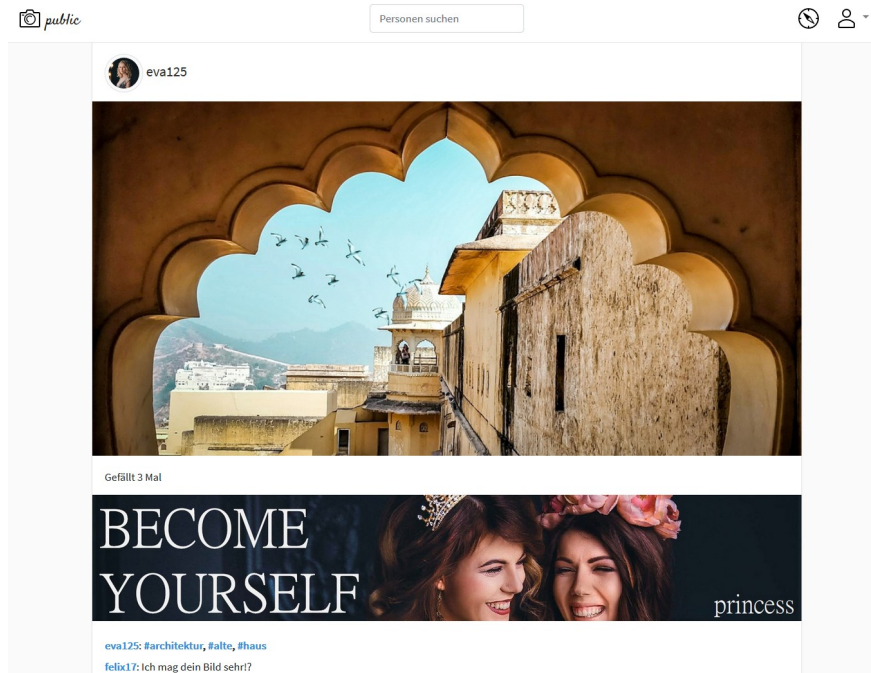 public
Personen suchen
eva125
Gefällt 3 Mal
BECOME
YOURSELF
princess
eva125: #architektur, #alte, #haus
felix17: Ich mag dein Bild sehr!?